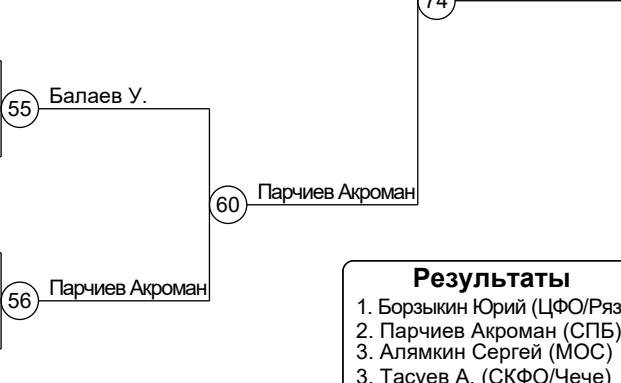 74
55 Балаев У.
60 Парчиев Акроман
56 Парчиев Акроман
Результаты
1. Борзыкин Юрий (ЦФО/Ряз
2. Парчиев Акроман (СПБ)
3. Алямкин Сергей (МОС)
3. Тасуев А. (СКФО/Чече)